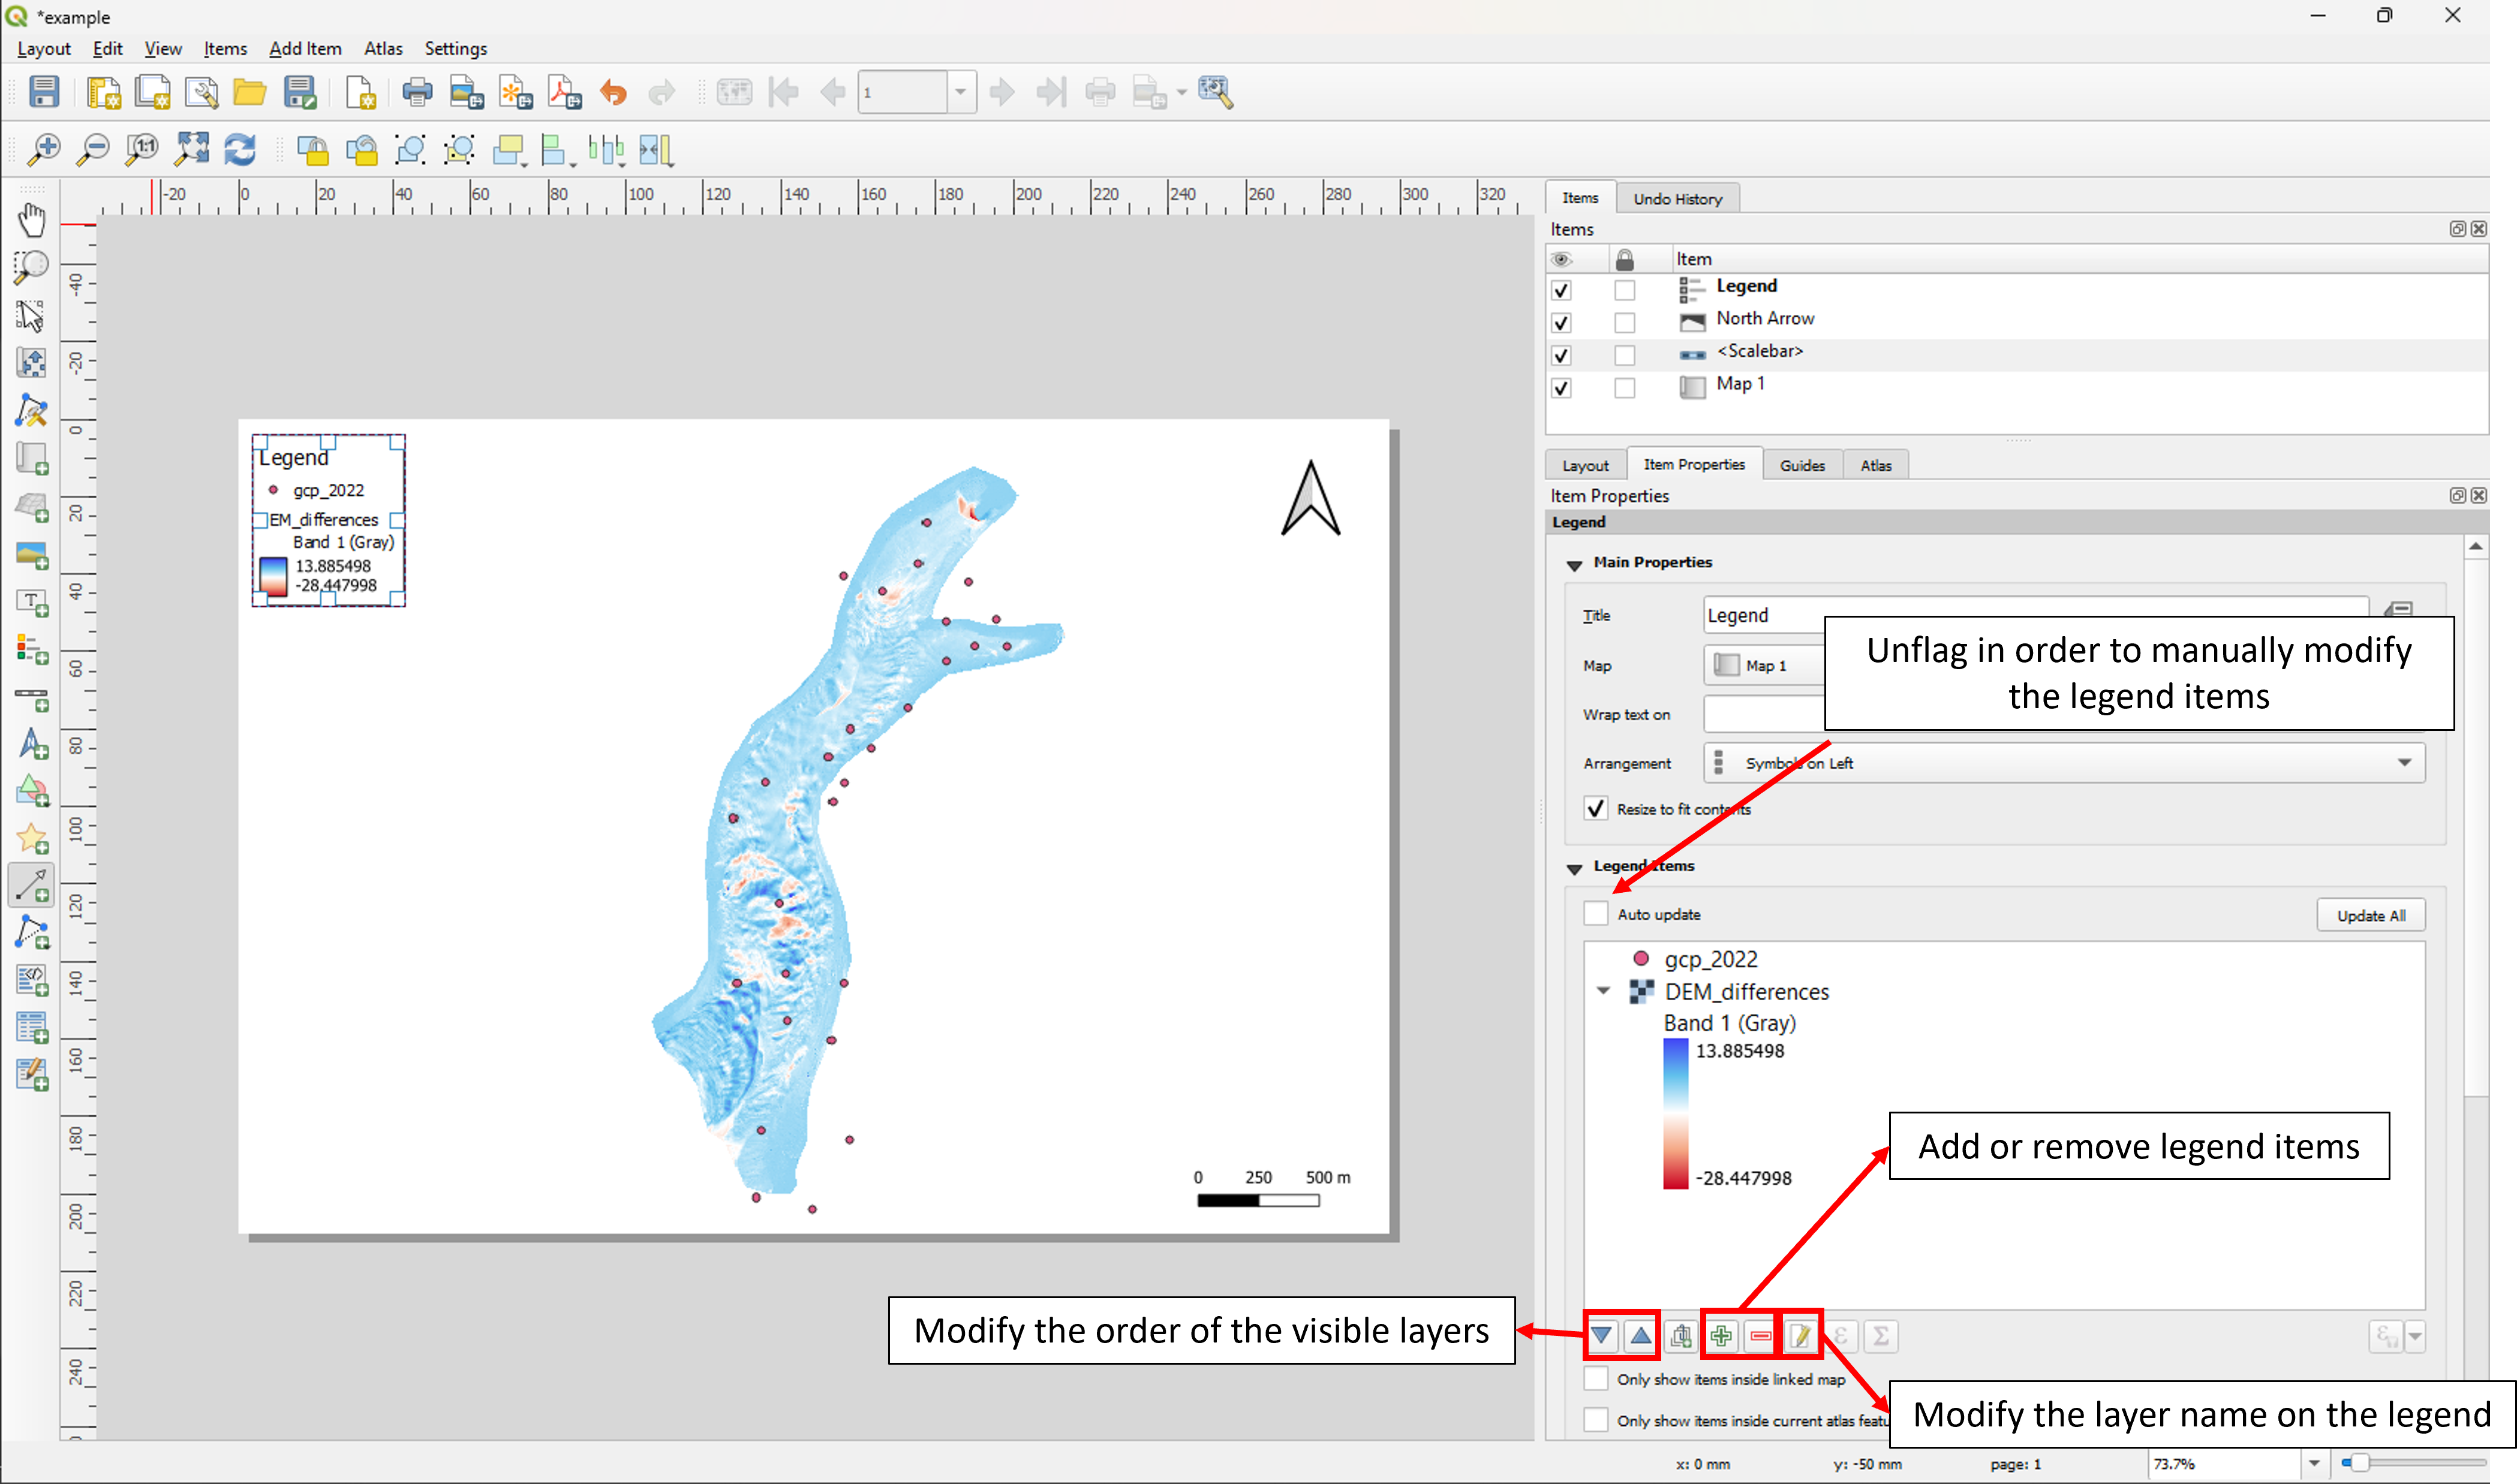 *example
Layout Edit View Items Add Item Atlas Settings
1
1:1
-20 0 20 40 60 80 100 120 140 160 180 200 220 240 260 280 300 320
-40
-20
0
20
40
60
80
100
120
140
160
180
200
220
240
Legend
gcp_2022
EM_differences
Band 1 (Gray)
13.885498
-28.447998
0 250 500 m
Items Undo History
Items
Item
Legend
North Arrow
<Scalebar>
Map 1
Layout Item Properties Guides Atlas
Item Properties
Legend
Main Properties
Title Legend
Unflag in order to manually modify
the legend items
Map Map 1
Wrap text on
Arrangement Symbols on Left
Resize to fit contents
Legend Items
Auto update Update All
gcp_2022
DEM_differences
Band 1 (Gray)
13.885498
-28.447998
Add or remove legend items
Modify the order of the visible layers
Only show items inside linked map
Only show items inside current atlas featu
Modify the layer name on the legend
x: 0 mm y: -50 mm page: 1 73.7%